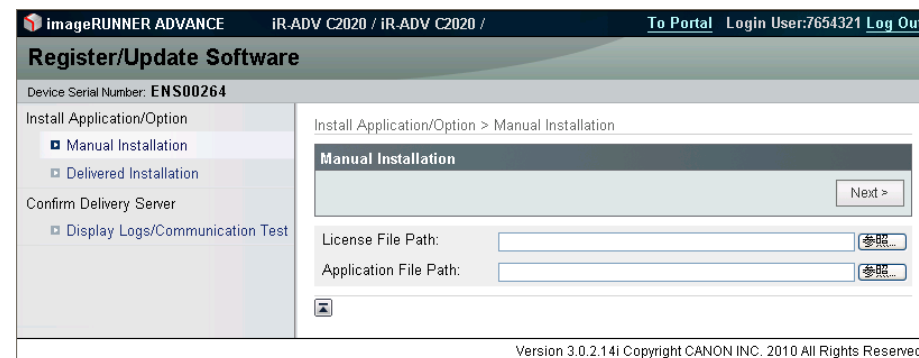 imageRUNNER ADVANCE iR-ADV C2020 / iR-ADV C2020 / To Portal Login User:7654321 Log Ou
Register/Update Software
Device Serial Number: ENS00264
Install Application/Option
Manual Installation
Delivered Installation
Confirm Delivery Server
Display Logs/Communication Test
Install Application/Option > Manual Installation
Manual Installation
Next >
License File Path: 参照...
Application File Path: 参照...
Version 3.0.2.14i Copyright CANON INC. 2010 All Rights Reserved